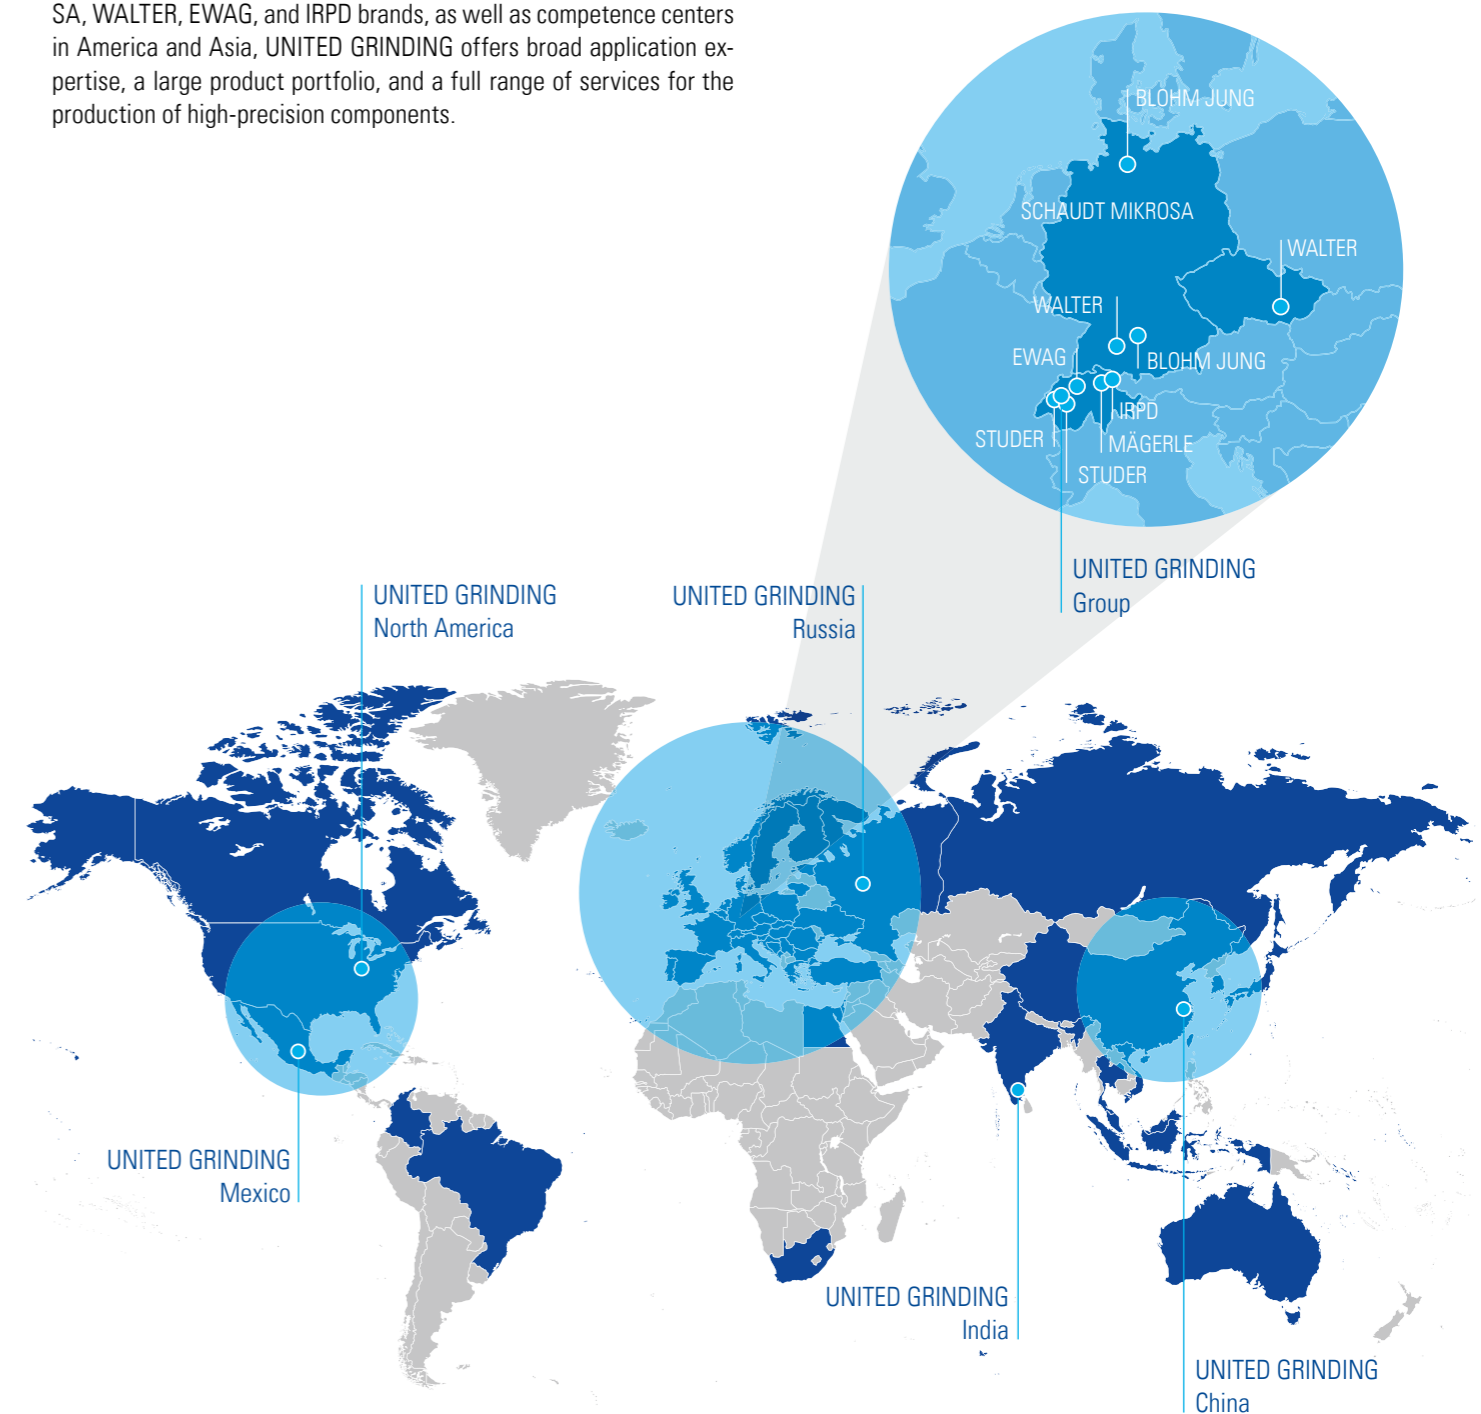 SA, WALTER, EWAG, and IRPD brands, as well as competence centers
in America and Asia, UNITED GRINDING offers broad application ex-
pertise, a large product portfolio, and a full range of services for the
production of high-precision components.
BLOHM JUNG
SCHAUDT MIKROSA
WALTER
WALTER
EWAG
BLOHM JUNG
IRPD
STUDER
MÄGERLE
STUDER
UNITED GRINDING
Group
UNITED GRINDING
North America
UNITED GRINDING
Russia
UNITED GRINDING
Mexico
UNITED GRINDING
India
UNITED GRINDING
China